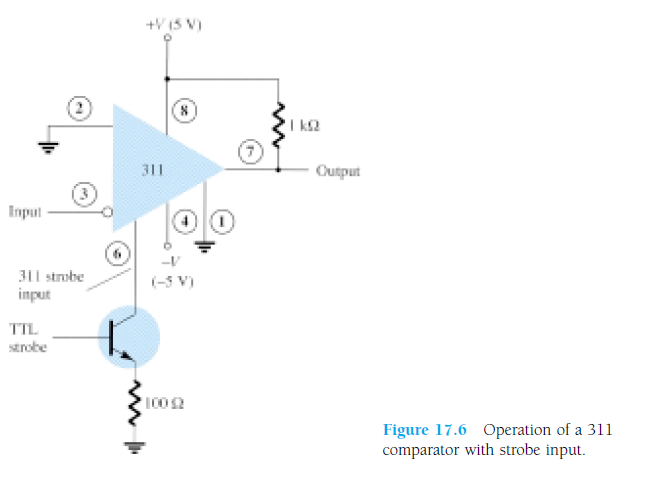 +V (5 V)
2
8
1 kΩ
7
311
Output
3
Input
4
1
6
–V
(–5 V)
311 strobe
input
TTL
strobe
100 Ω
Figure 17.6 Operation of a 311
comparator with strobe input.